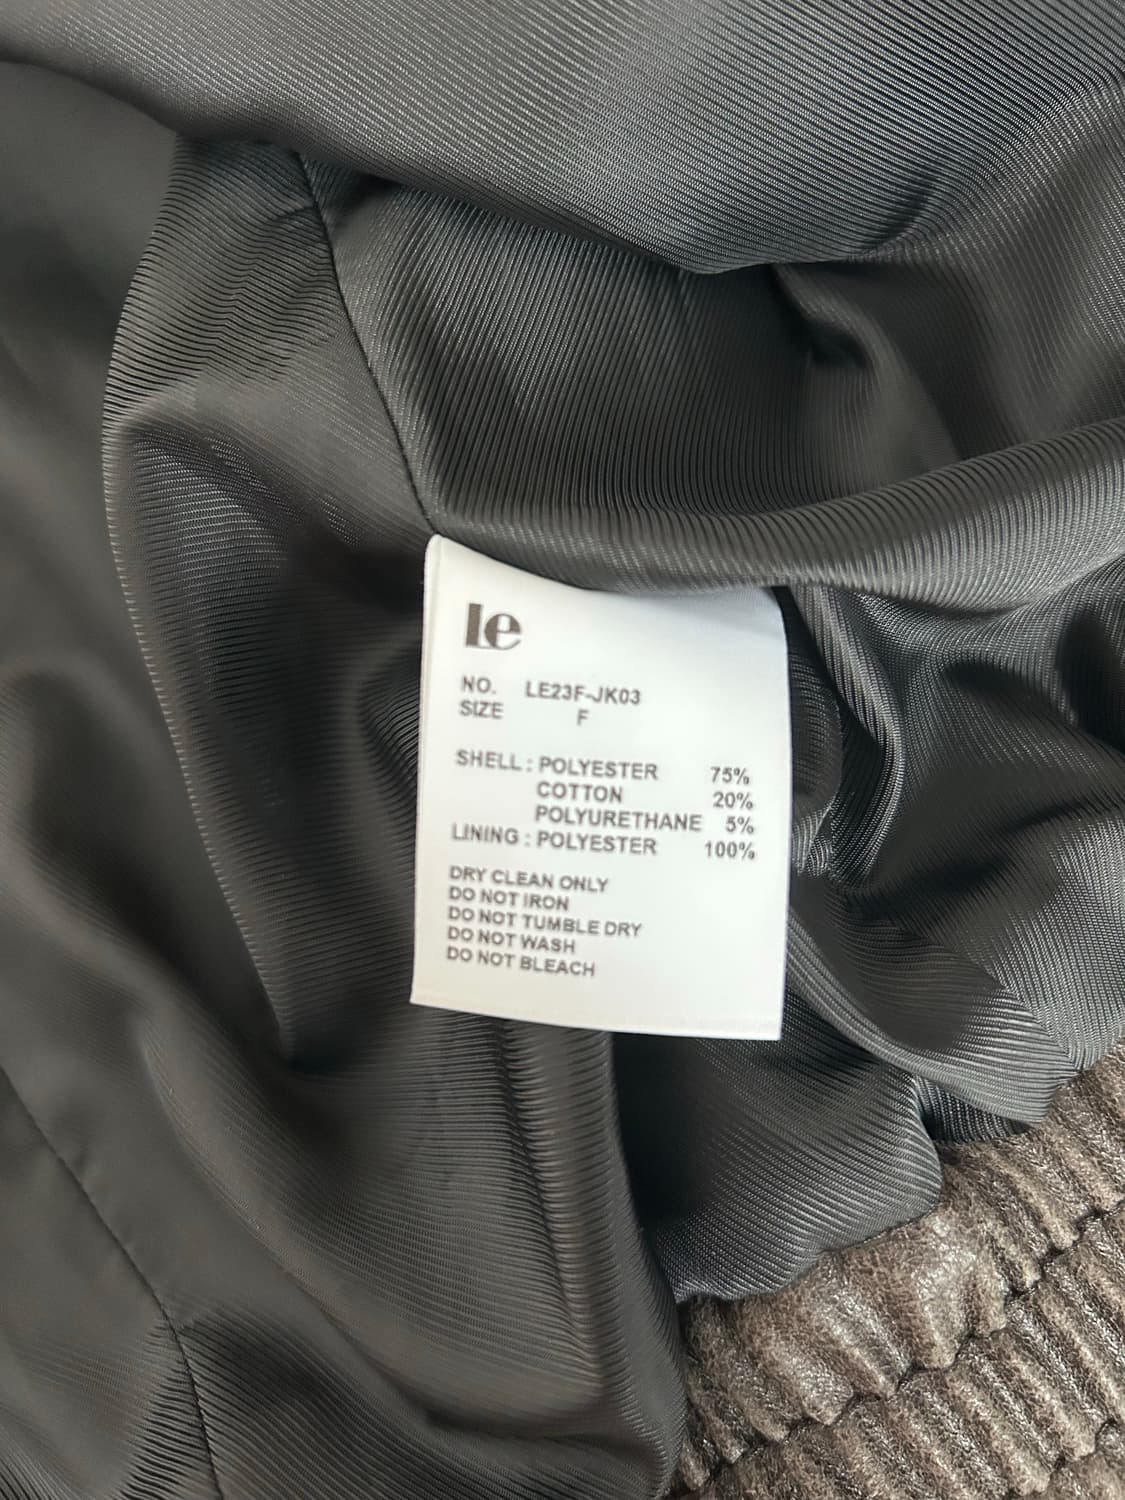 le
NO. LE23F-JK03
SIZE F
SHELL : POLYESTER 75%
COTTON 20%
POLYURETHANE 5%
LINING : POLYESTER 100%
DRY CLEAN ONLY
DO NOT IRON
DO NOT TUMBLE DRY
DO NOT WASH
DO NOT BLEACH